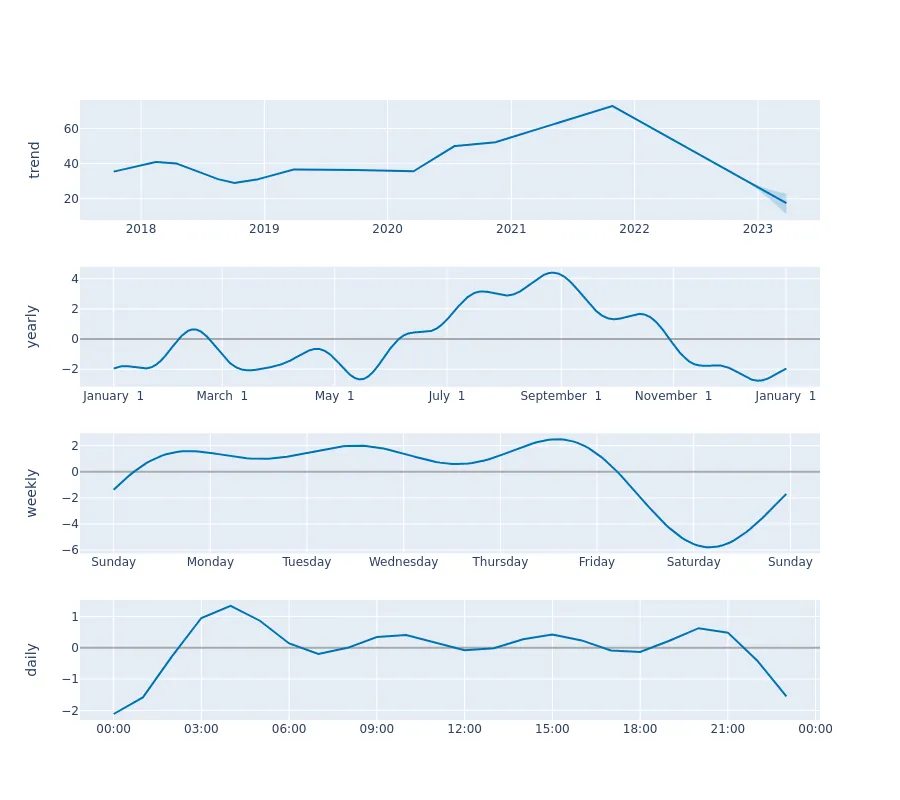 trend
60
40
20
2018 2019 2020 2021 2022 2023
yearly
4
2
0
−2
January 1 March 1 May 1 July 1 September 1 November 1 January 1
weekly
2
0
−2
−4
−6
Sunday Monday Tuesday Wednesday Thursday Friday Saturday Sunday
daily
1
0
−1
−2
00:00 03:00 06:00 09:00 12:00 15:00 18:00 21:00 00:00